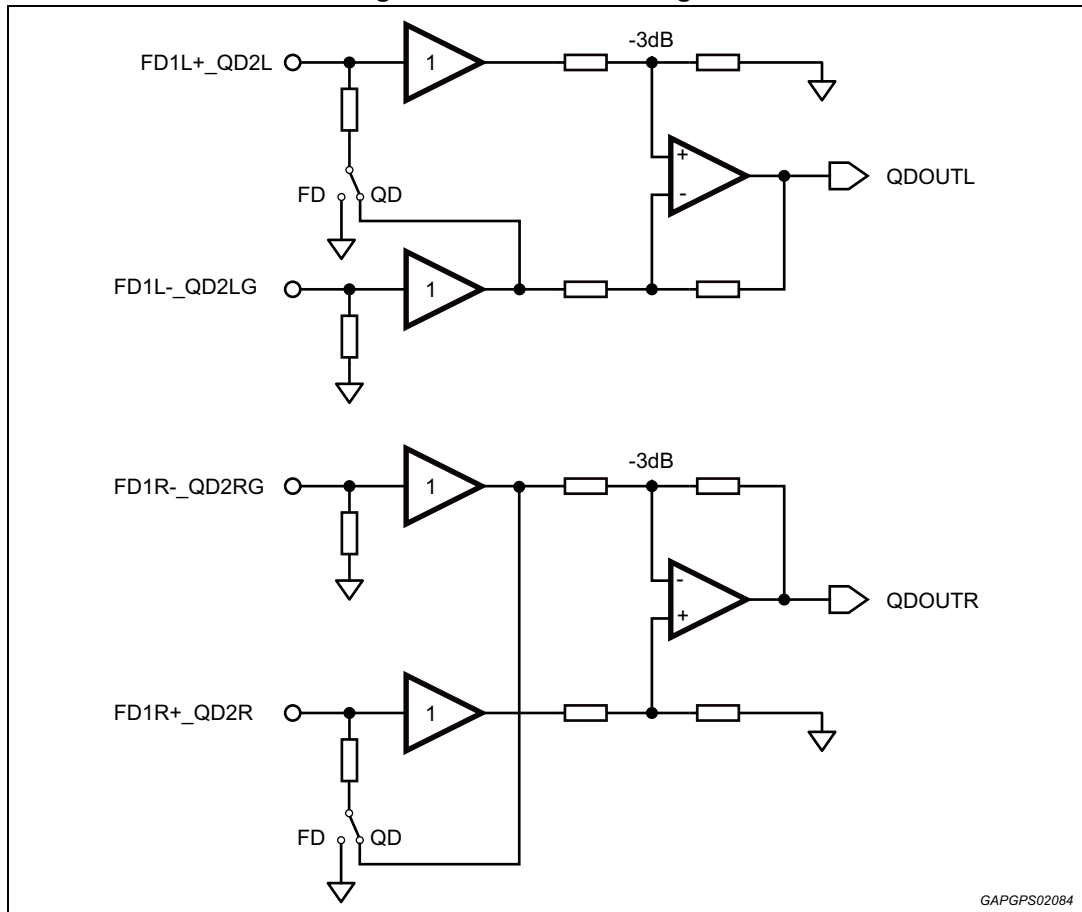 -3dB
FD1L+_QD2L
1
+
QDOUTL
-
FD QD
FD1L-_QD2LG
1
-3dB
FD1R-_QD2RG
1
-
QDOUTR
+
FD1R+_QD2R
1
FD QD
GAPGPS02084